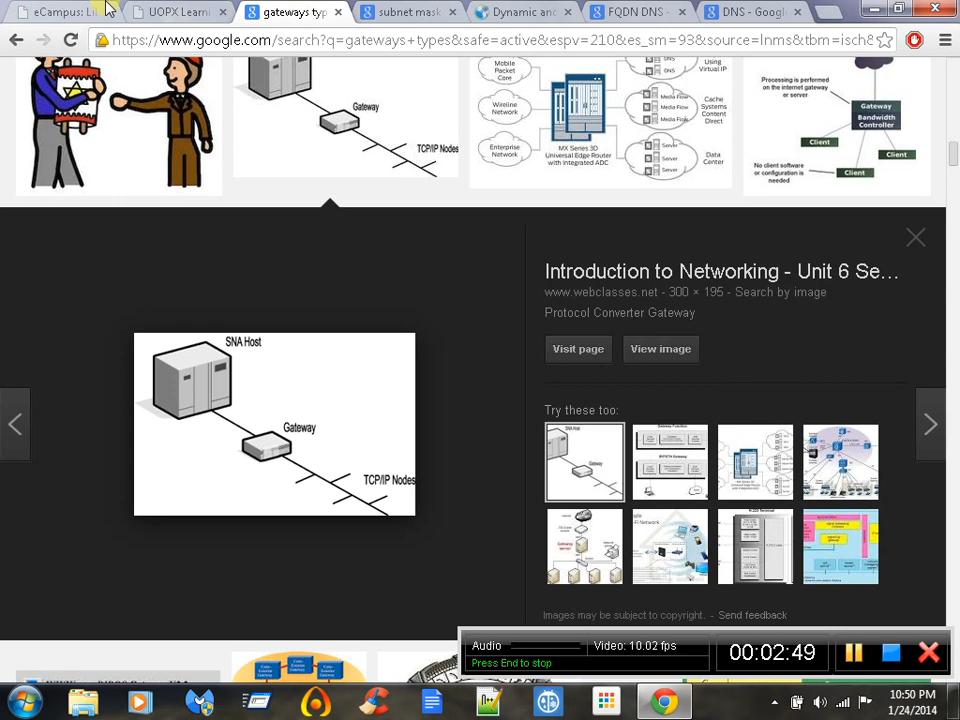 eCampus: Li
UOPX Learni
gateways typ
subnet mask
Dynamic an
FQDN DNS -
DNS - Googl
https://www.google.com/search?q=gateways+types&safe=active&espv=210&es_sm=93&source=lnms&tbm=isch&
Gateway
TCP/IP Nodes
Mobile
Packet
Core
Wireline
Network
Enterprise
Network
MX Series 3D
Universal Edge Router
with Integrated ADC
DNS
Media Flow
Media Flow
Media Flow
Server
Server
Server
Using
Virtual IP
Cache
Systems
Content
Direct
Data
Center
Processing is performed
on the internet gateway
or server
Gateway
Bandwidth
Controller
Client
Client
Client
No client software
or configuration is
needed
SNA Host
Gateway
TCP/IP Nodes
Introduction to Networking - Unit 6 Se...
www.webclasses.net - 300 × 195 - Search by image
Protocol Converter Gateway
Visit page
View image
Try these too:
SNA Host
Gateway
Images may be subject to copyright. - Send feedback
Audio
Video: 10.02 fps
Press End to stop
00:02:49
10:50 PM
1/24/2014